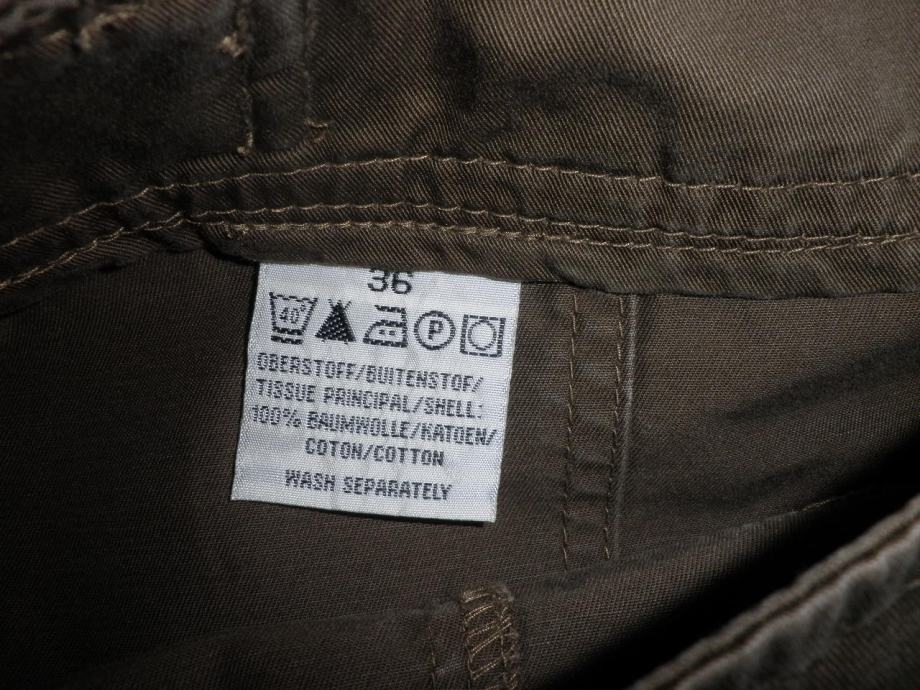 36
40°
P
OBERSTOFF/BUITENSTOF/
TISSUE PRINCIPAL/SHELL:
100% BAUMWOLLE/KATOEN/
COTON/COTTON
WASH SEPARATELY